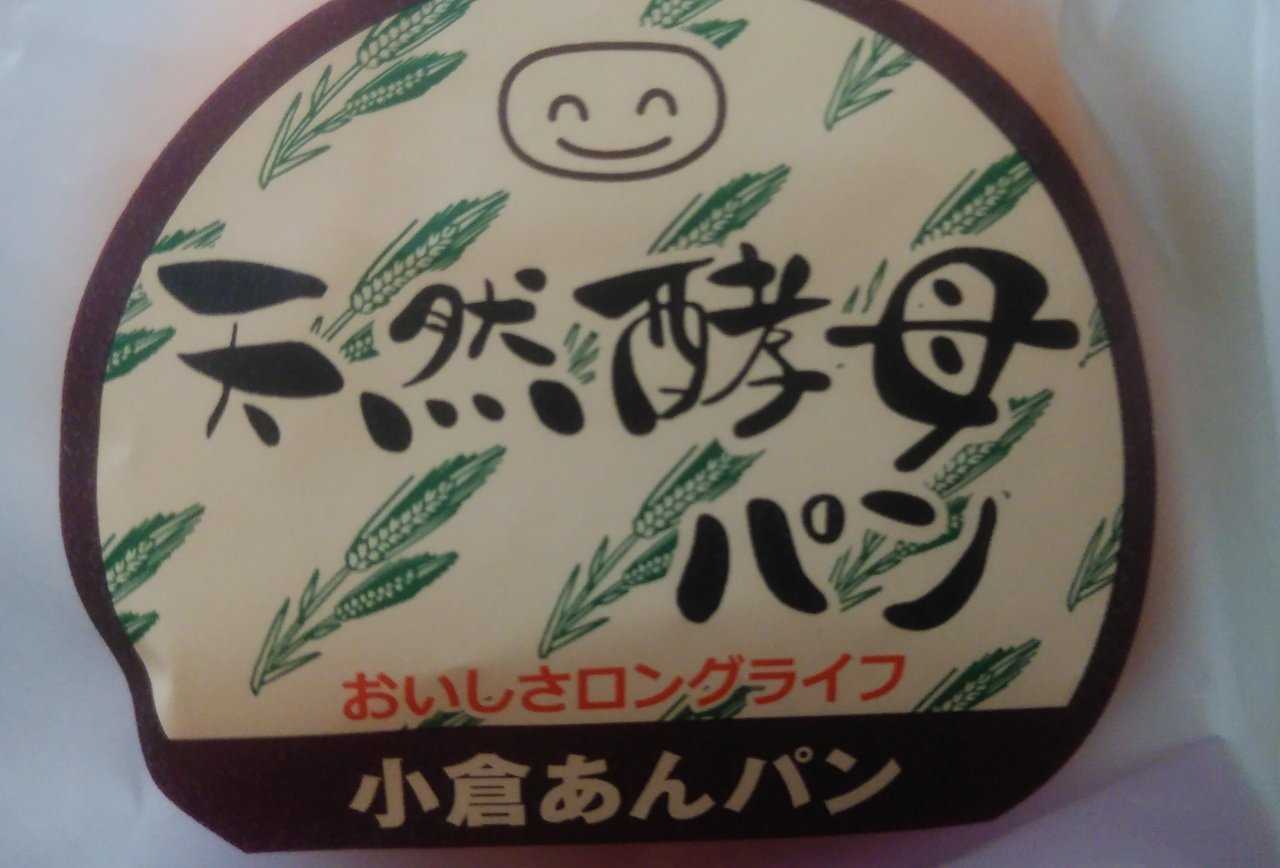 天然酵母
パン
おいしさロングライフ
小倉あんパン